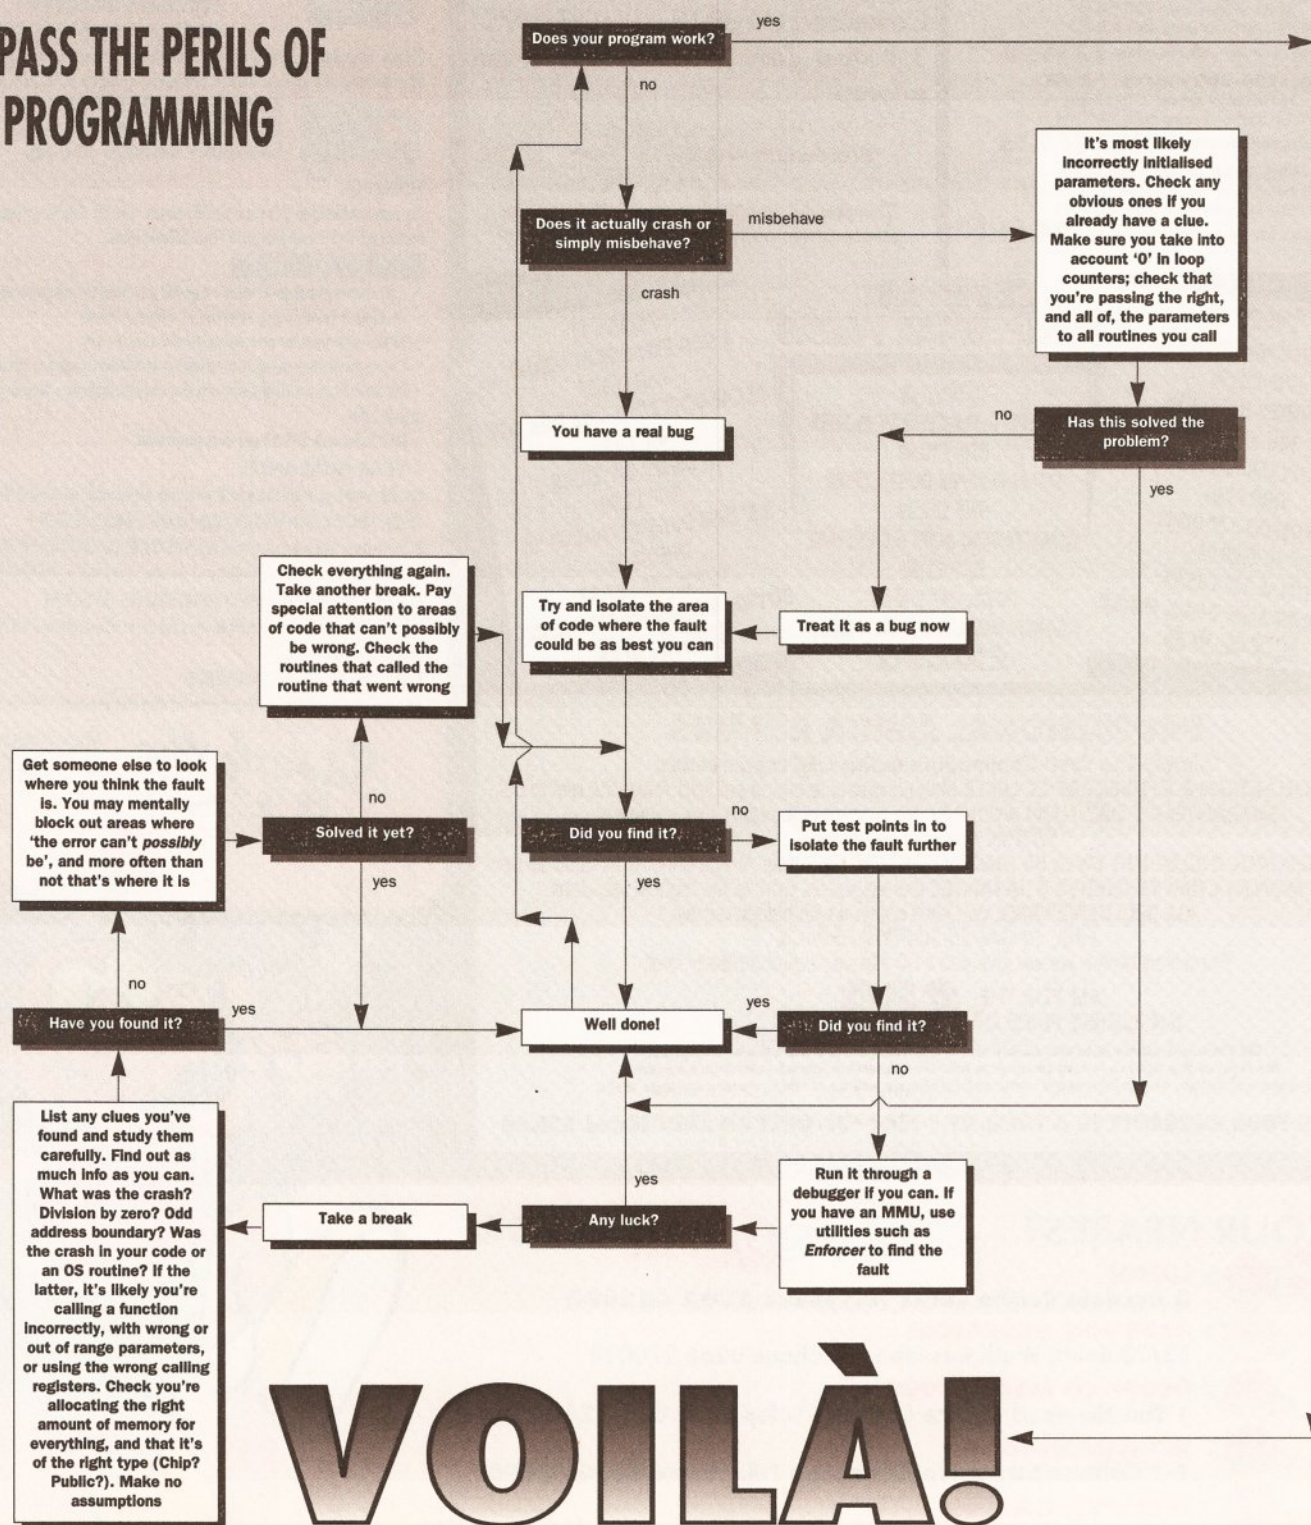 PASS THE PERILS OF
PROGRAMMING
Does your program work?
yes
no
Does it actually crash or
simply misbehave?
misbehave
crash
It's most likely
incorrectly initialised
parameters. Check any
obvious ones if you
already have a clue.
Make sure you take into
account '0' in loop
counters; check that
you're passing the right,
and all of, the parameters
to all routines you call
Has this solved the
problem?
no
yes
You have a real bug
Try and isolate the area
of code where the fault
could be as best you can
Treat it as a bug now
Check everything again.
Take another break. Pay
special attention to areas
of code that can't possibly
be wrong. Check the
routines that called the
routine that went wrong
Get someone else to look
where you think the fault
is. You may mentally
block out areas where
'the error can't possibly
be', and more often than
not that's where it is
no
Solved it yet?
yes
Did you find it?
no
yes
Put test points in to
isolate the fault further
no
Have you found it?
yes
Well done!
yes
Did you find it?
no
List any clues you've
found and study them
carefully. Find out as
much info as you can.
What was the crash?
Division by zero? Odd
address boundary? Was
the crash in your code or
an OS routine? If the
latter, it's likely you're
calling a function
incorrectly, with wrong or
out of range parameters,
or using the wrong calling
registers. Check you're
allocating the right
amount of memory for
everything, and that it's
of the right type (Chip?
Public?). Make no
assumptions
Take a break
yes
Any luck?
Run it through a
debugger if you can. If
you have an MMU, use
utilities such as
Enforcer to find the
fault
VOILÀ!